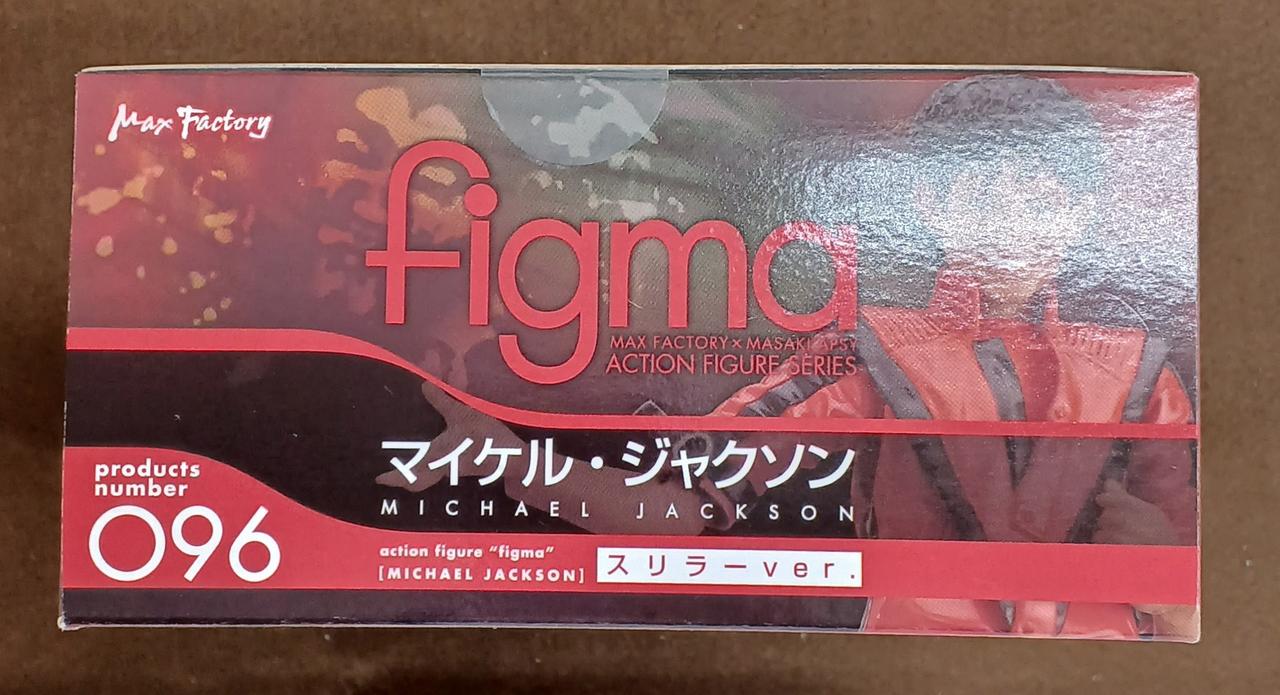 Max Factory
figma
MAX FACTORY × MASAKI APSY
ACTION FIGURE SERIES
マイケル・ジャクソン
MICHAEL JACKSON
products
number
096
action figure "figma"
[MICHAEL JACKSON]
スリラーver.